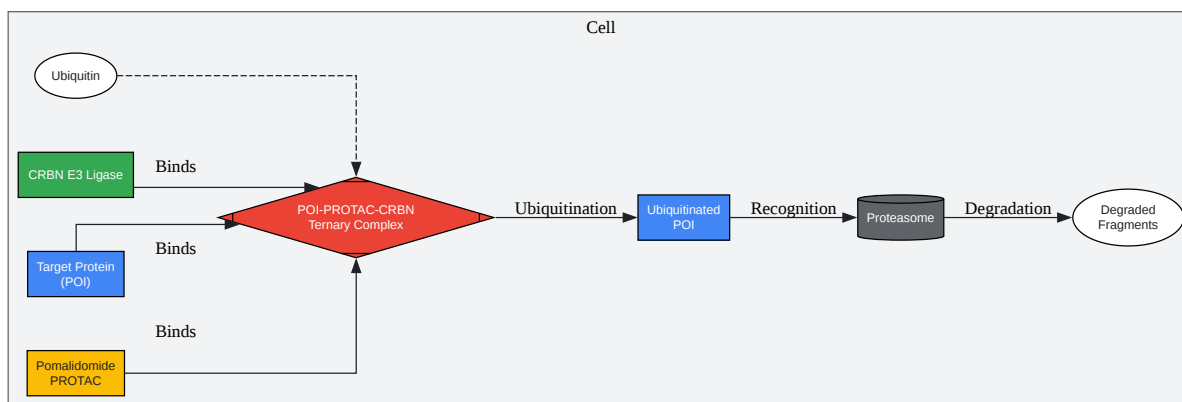 Cell
Ubiquitin
CRBN E3 Ligase
Binds
Target Protein
(POI)
Binds
Pomalidomide
PROTAC
Binds
POI-PROTAC-CRBN
Ternary Complex
Ubiquitination
Ubiquitinated
POI
Recognition
Proteasome
Degradation
Degraded
Fragments